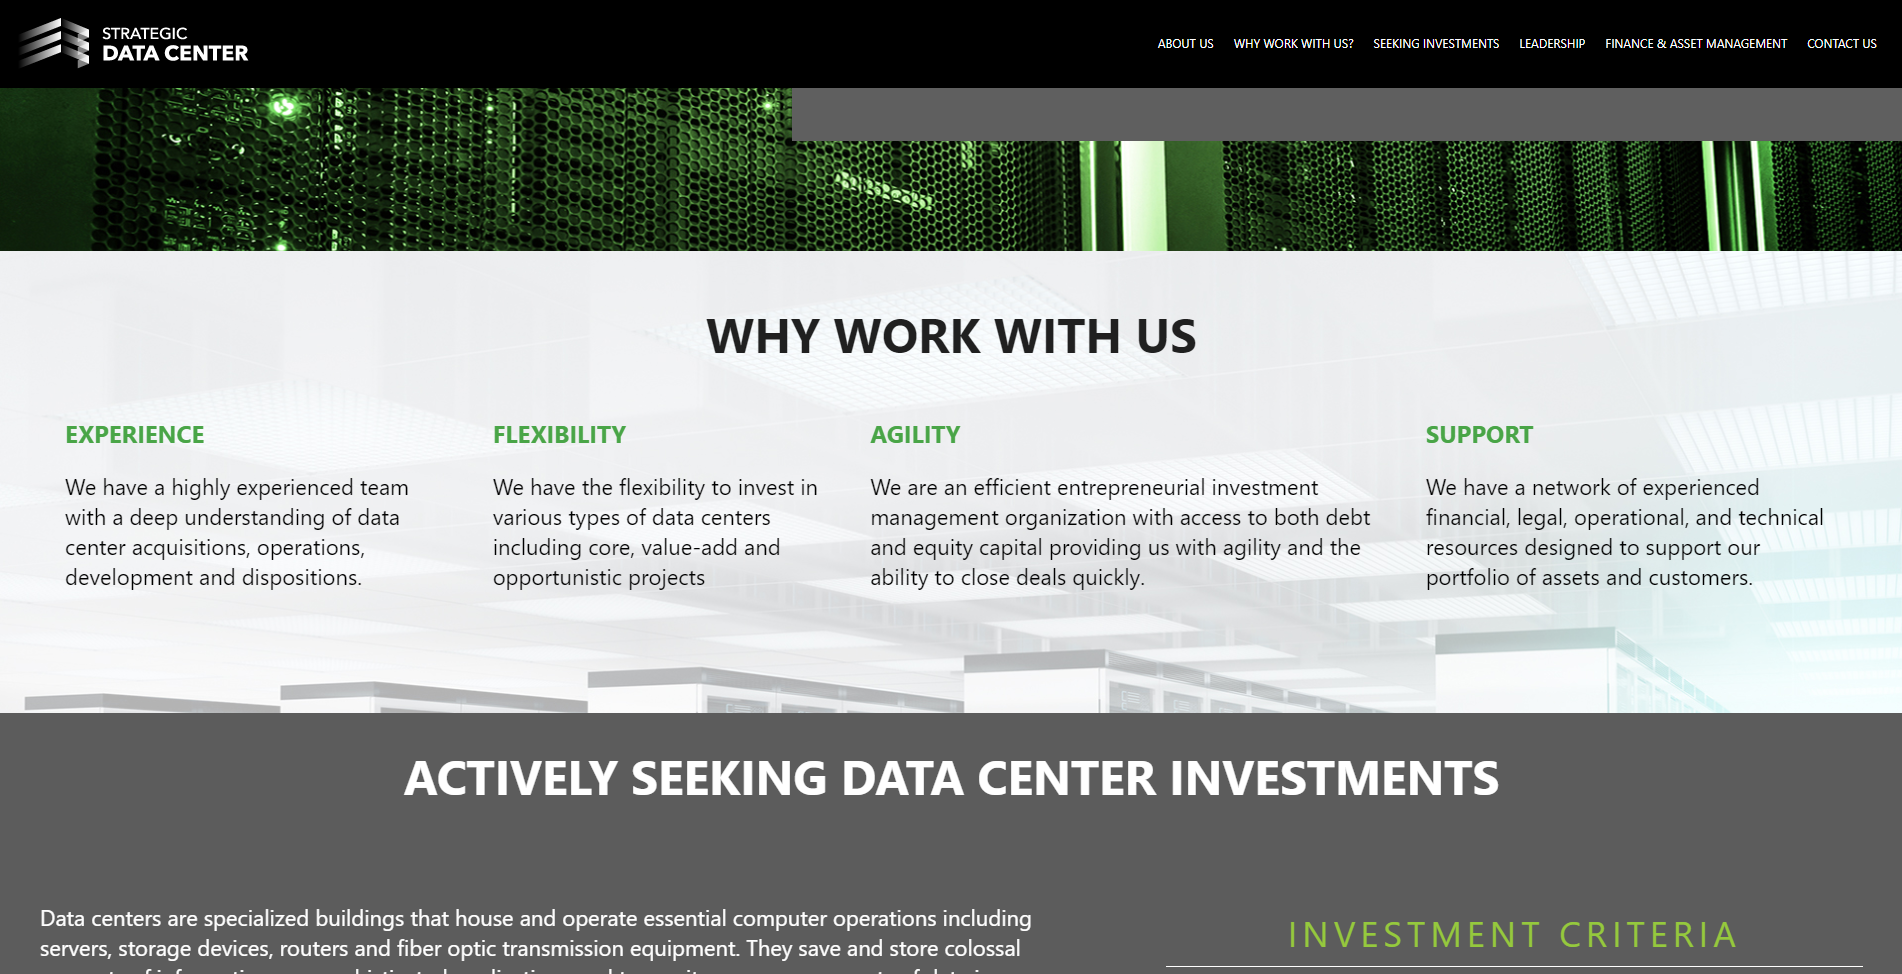 STRATEGIC
DATA CENTER
ABOUT US
WHY WORK WITH US?
SEEKING INVESTMENTS
LEADERSHIP
FINANCE & ASSET MANAGEMENT
CONTACT US
WHY WORK WITH US
EXPERIENCE
We have a highly experienced team
with a deep understanding of data
center acquisitions, operations,
development and dispositions.
FLEXIBILITY
We have the flexibility to invest in
various types of data centers
including core, value-add and
opportunistic projects
AGILITY
We are an efficient entrepreneurial investment
management organization with access to both debt
and equity capital providing us with agility and the
ability to close deals quickly.
SUPPORT
We have a network of experienced
financial, legal, operational, and technical
resources designed to support our
portfolio of assets and customers.
ACTIVELY SEEKING DATA CENTER INVESTMENTS
Data centers are specialized buildings that house and operate essential computer operations including
servers, storage devices, routers and fiber optic transmission equipment. They save and store colossal
INVESTMENT CRITERIA